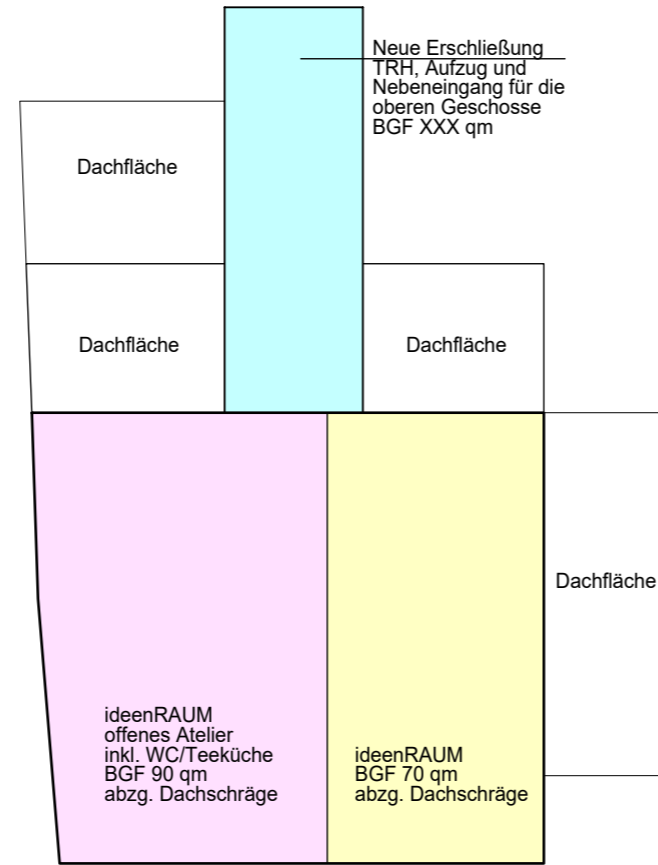 Neue Erschließung
TRH, Aufzug und
Nebeneingang für die
oberen Geschosse
BGF XXX qm
Dachfläche
Dachfläche
Dachfläche
Dachfläche
ideenRAUM
offenes Atelier
inkl. WC/Teeküche
BGF 90 qm
abzg. Dachschräge
ideenRAUM
BGF 70 qm
abzg. Dachschräge